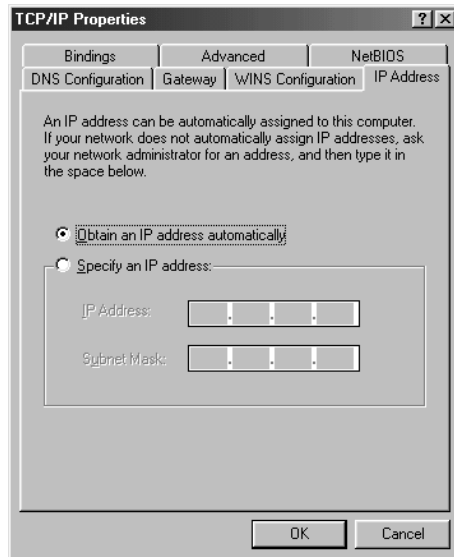 TCP/IP Properties
? X
Bindings Advanced NetBIOS
DNS Configuration Gateway WINS Configuration IP Address
An IP address can be automatically assigned to this computer.
If your network does not automatically assign IP addresses, ask
your network administrator for an address, and then type it in
the space below.
Obtain an IP address automatically
Specify an IP address:
IP Address:
. . .
Subnet Mask:
. . .
OK Cancel